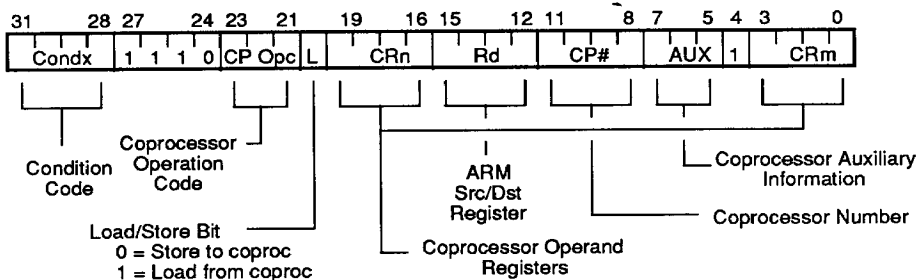 31 28 27 24 23 21 19 16 15 12 11 8 7 5 4 3 0
Condx 1 1 1 0 CP Opc L CRn Rd CP# AUX 1 CRm
Condition
Code
Coprocessor
Operation
Code
Load/Store Bit
0 = Store to coproc
1 = Load from coproc
ARM
Src/Dst
Register
Coprocessor Operand
Registers
Coprocessor Auxiliary
Information
Coprocessor Number